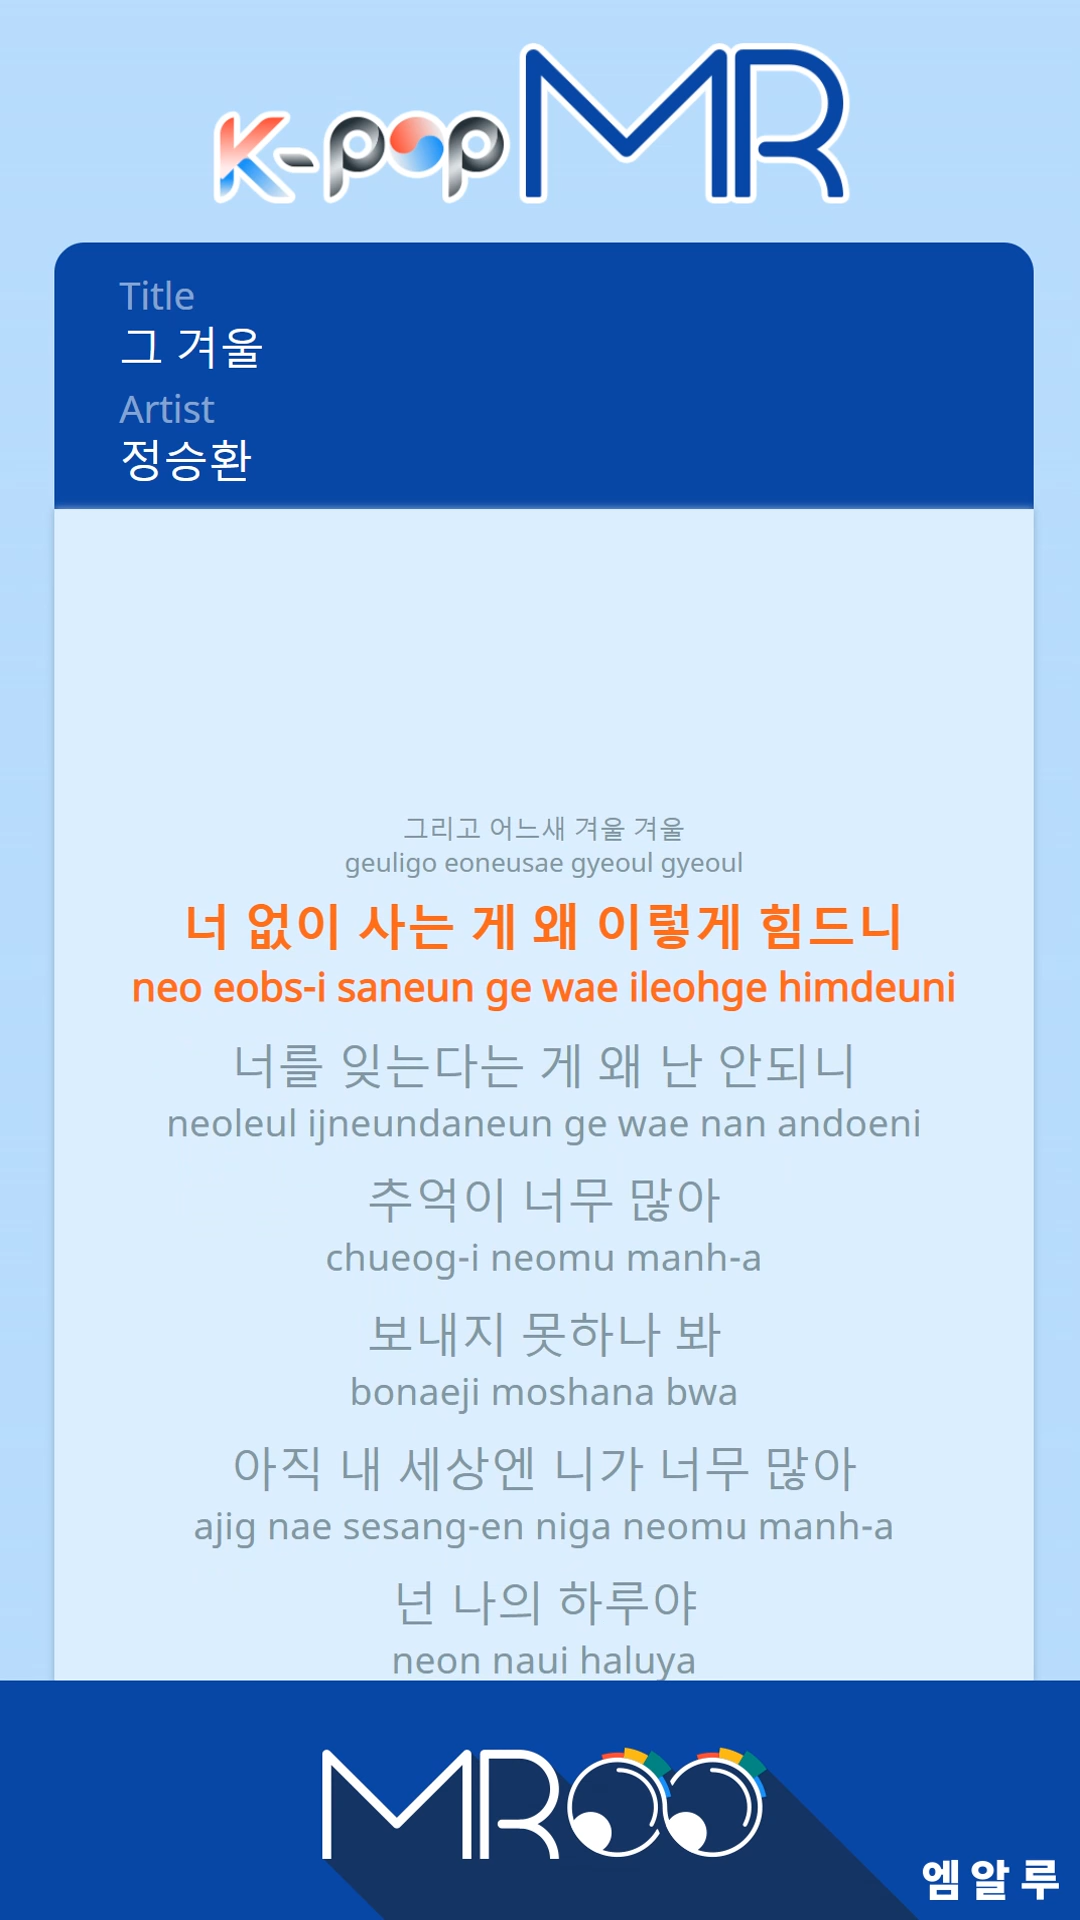 K-pop MR
Title
그 겨울
Artist
정승환
그리고 어느새 겨울 겨울
geuligo eoneusae gyeoul gyeoul
너 없이 사는 게 왜 이렇게 힘드니
neo eobs-i saneun ge wae ileohge himdeuni
너를 잊는다는 게 왜 난 안되니
neoleul ijneundaneun ge wae nan andoeni
추억이 너무 많아
chueog-i neomu manh-a
보내지 못하나 봐
bonaeji moshana bwa
아직 내 세상엔 니가 너무 많아
ajig nae sesang-en niga neomu manh-a
넌 나의 하루야
neon naui haluya
MROO
엠알루